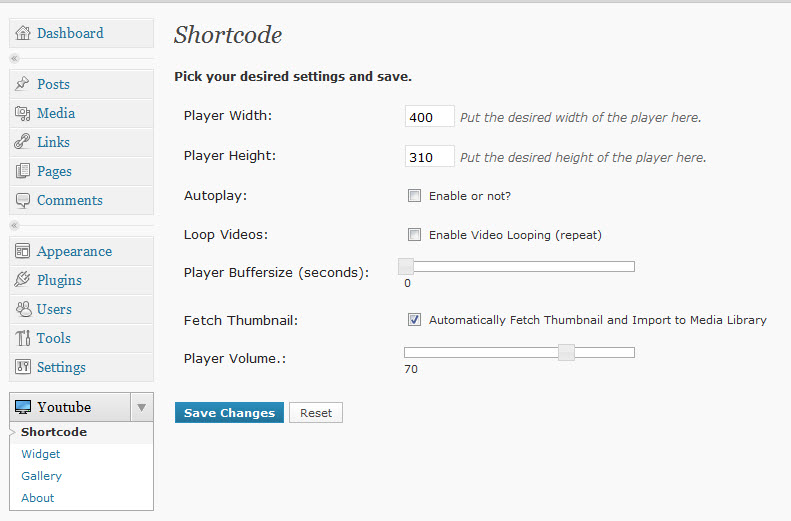 Dashboard
Posts
Media
Links
Pages
Comments
Appearance
Plugins
Users
Tools
Settings
Youtube
Shortcode
Widget
Gallery
About
Shortcode
Pick your desired settings and save.
Player Width: 400 Put the desired width of the player here.
Player Height: 310 Put the desired height of the player here.
Autoplay: Enable or not?
Loop Videos: Enable Video Looping (repeat)
Player Buffersize (seconds):
0
Fetch Thumbnail: Automatically Fetch Thumbnail and Import to Media Library
Player Volume.:
70
Save Changes Reset